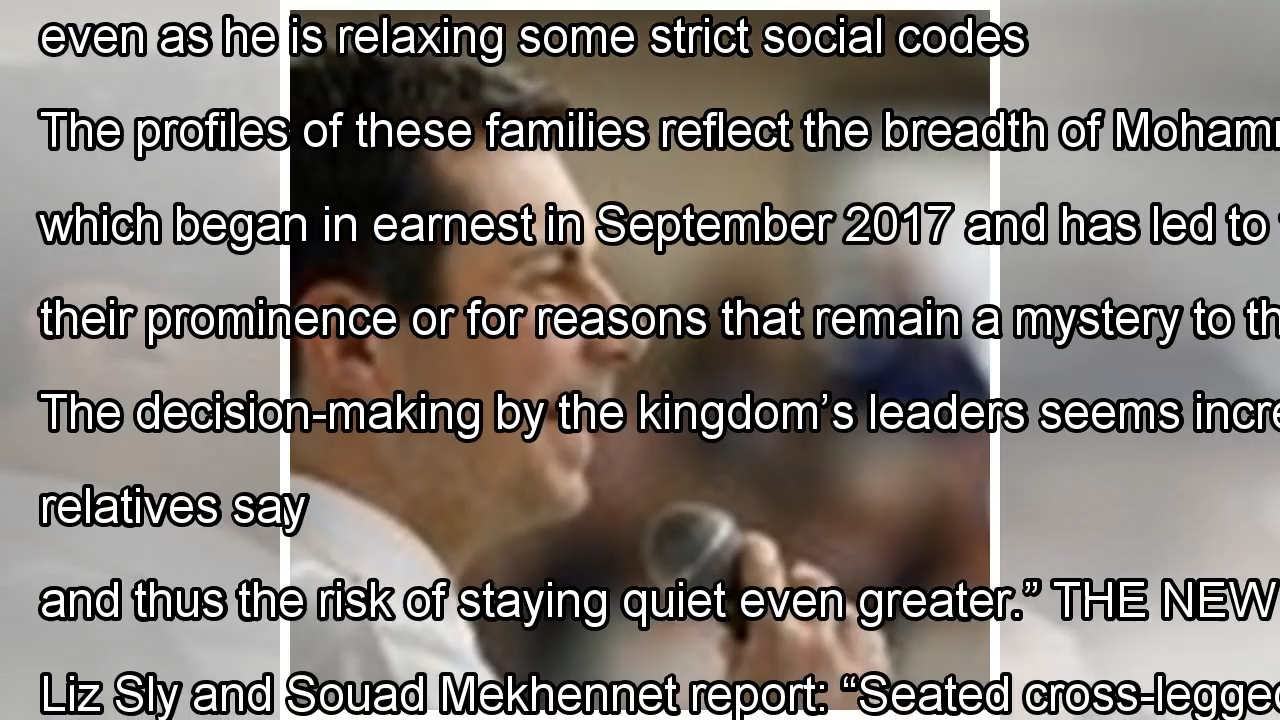 even as he is relaxing some strict social codes
The profiles of these families reflect the breadth of
which began in earnest in September 2017 and has led to
their prominence or for reasons that remain a mystery to
The decision-making by the kingdom’s leaders seems
relatives say
and thus the risk of staying quiet even greater.” THE NEW
Liz Sly and Souad Mekhennet report: “Seated